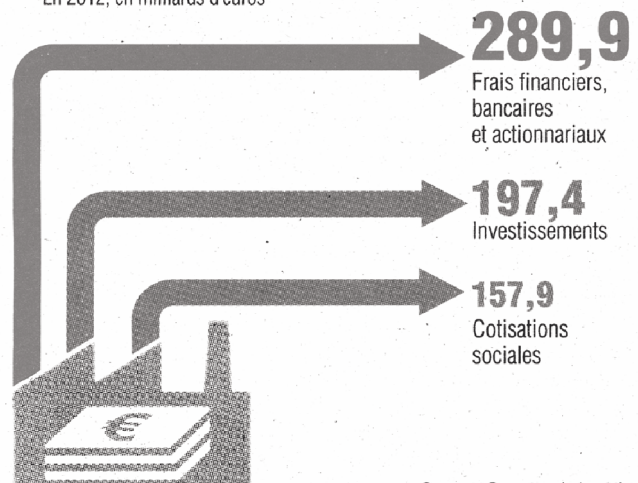 En 2012, en milliards d'euros
289,9
Frais financiers,
bancaires
et actionnariaux
197,4
Investissements
157,9
Cotisations
sociales
€